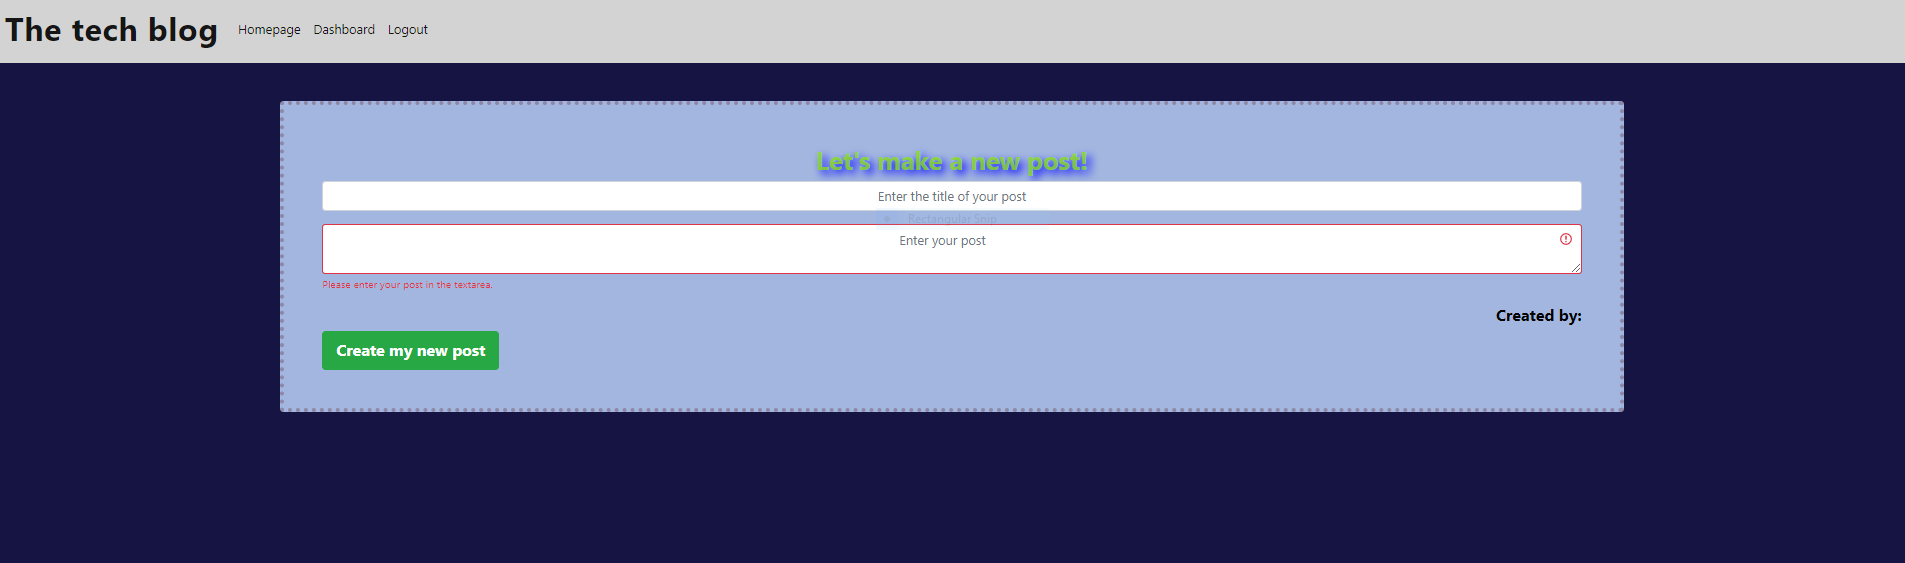 The tech blog Homepage Dashboard Logout
Let's make a new post!
Enter the title of your post
Rectangular Snip
Enter your post
Please enter your post in the textarea.
Created by:
Create my new post